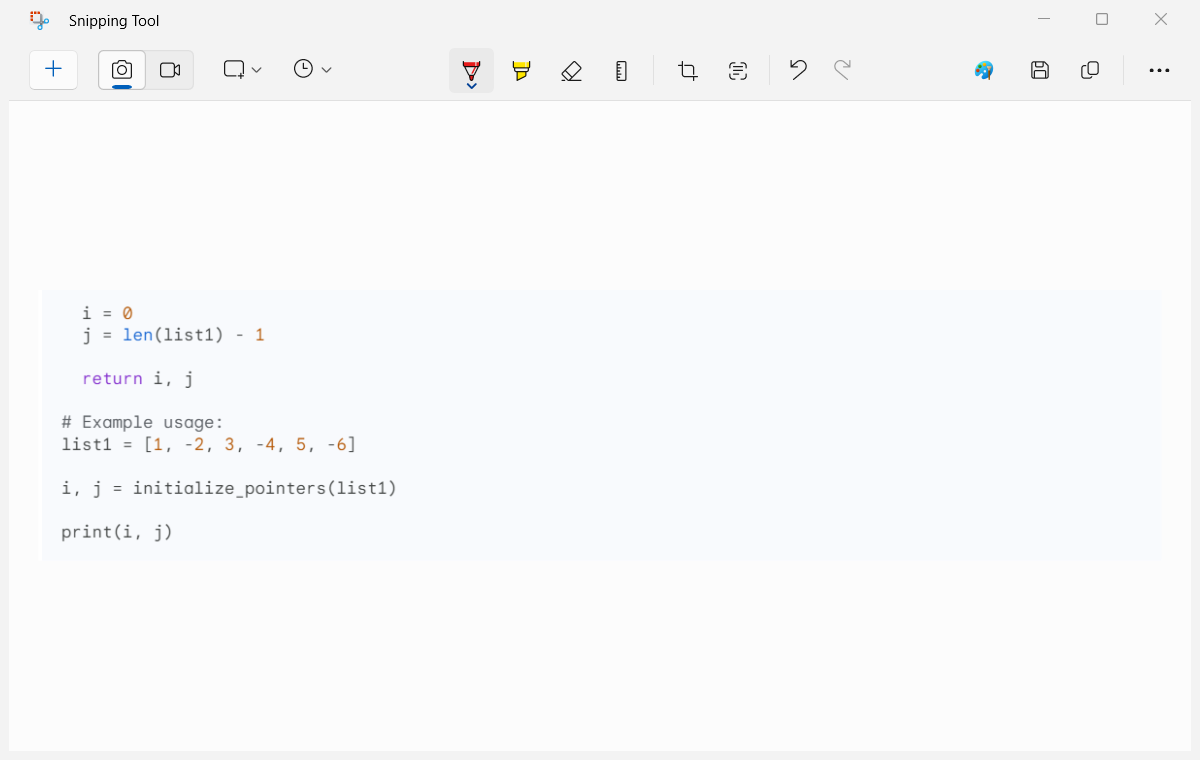 Snipping Tool
i = 0
j = len(list1) - 1
return i, j
# Example usage:
list1 = [1, -2, 3, -4, 5, -6]
i, j = initialize_pointers(list1)
print(i, j)